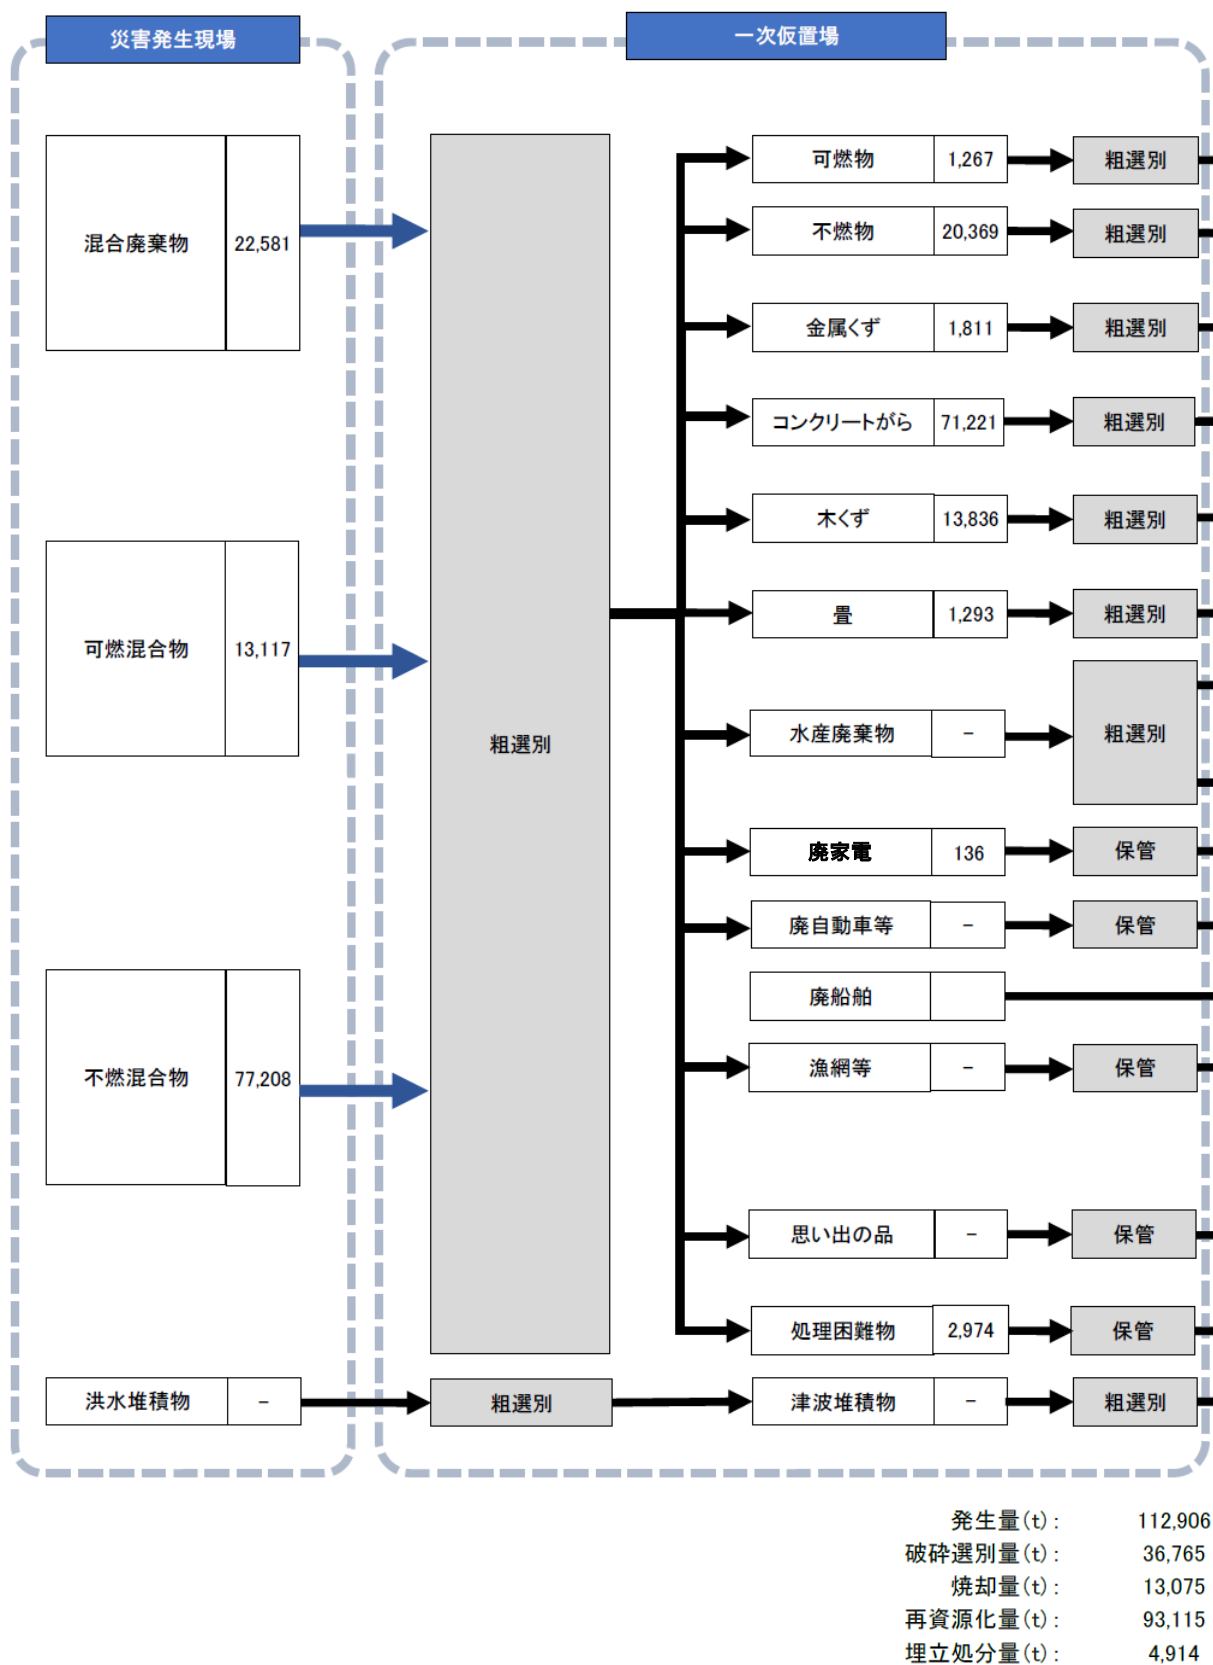 災害発生現場
一次仮置場
混合廃棄物 22,581
可燃混合物 13,117
不燃混合物 77,208
洪水堆積物 -
粗選別
粗選別
可燃物 1,267 粗選別
不燃物 20,369 粗選別
金属くず 1,811 粗選別
コンクリートがら 71,221 粗選別
木くず 13,836 粗選別
畳 1,293 粗選別
水産廃棄物 - 粗選別
廃家電 136 保管
廃自動車等 - 保管
廃船舶
漁網等 - 保管
思い出の品 - 保管
処理困難物 2,974 保管
津波堆積物 - 粗選別
発生量(t): 112,906
破砕選別量(t): 36,765
焼却量(t): 13,075
再資源化量(t): 93,115
埋立処分量(t): 4,914